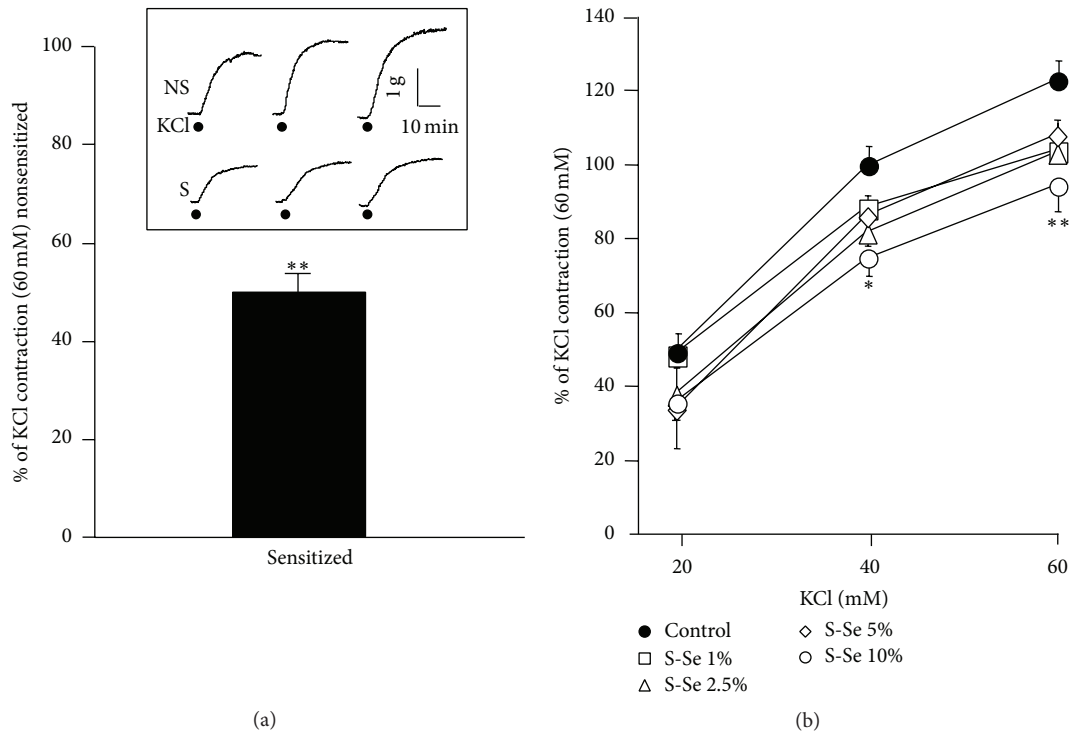 % of KCl contraction (60 mM) nonsensitized
100
80
60
40
20
0
NS
KCl
1 g
10 min
S
**
Sensitized
(a)
% of KCl contraction (60 mM)
140
120
100
80
60
40
20
0
*
**
20
40
60
KCl (mM)
Control
S-Se 1%
S-Se 2.5%
S-Se 5%
S-Se 10%
(b)